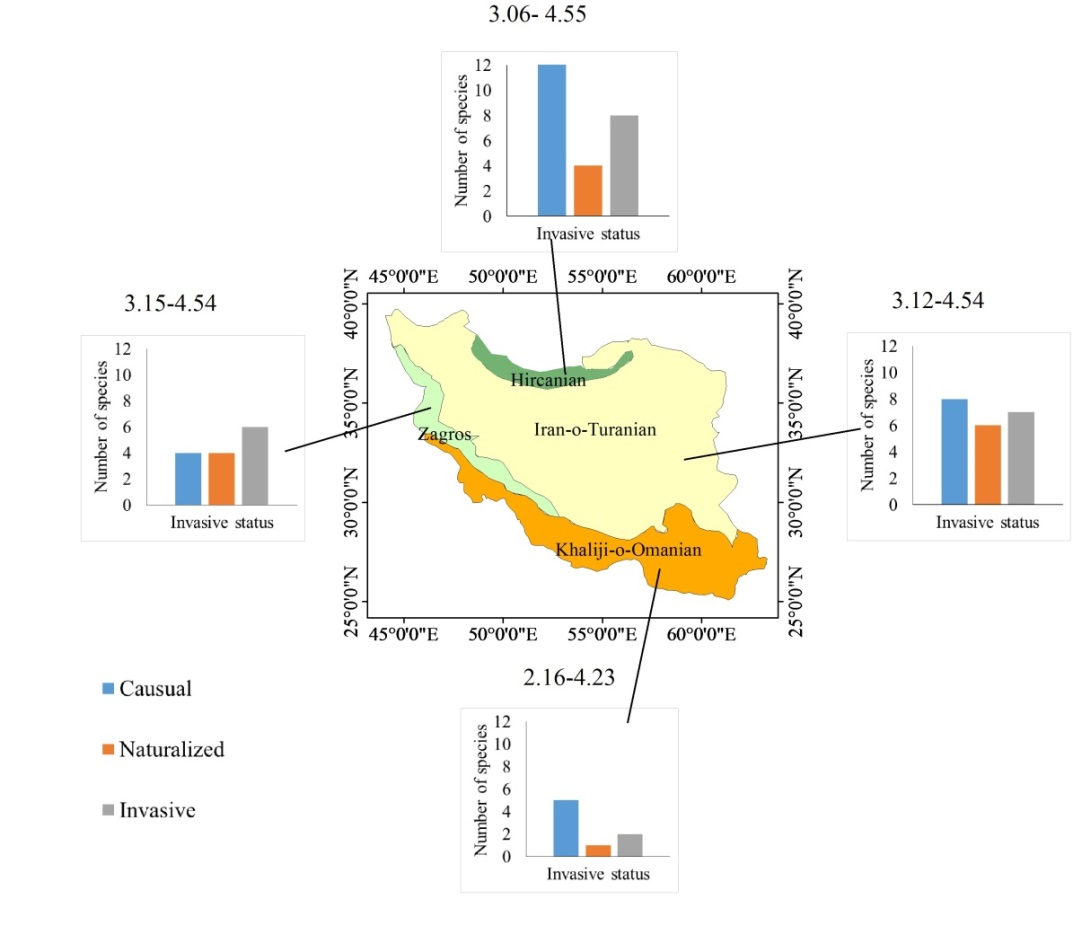 3.06- 4.55
Number of species
12
10
8
6
4
2
0
Invasive status
3.15-4.54
Number of species
12
10
8
6
4
2
0
Invasive status
3.12-4.54
Number of species
12
10
8
6
4
2
0
Invasive status
45°0'0"E 50°0'0"E 55°0'0"E 60°0'0"E
40°0'0"N
35°0'0"N
30°0'0"N
25°0'0"N
Hircanian
Zagros
Iran-o-Turanian
Khaliji-o-Omanian
40°0'0"N
35°0'0"N
30°0'0"N
25°0'0"N
45°0'0"E 50°0'0"E 55°0'0"E 60°0'0"E
2.16-4.23
Number of species
12
10
8
6
4
2
0
Invasive status
Causual
Naturalized
Invasive